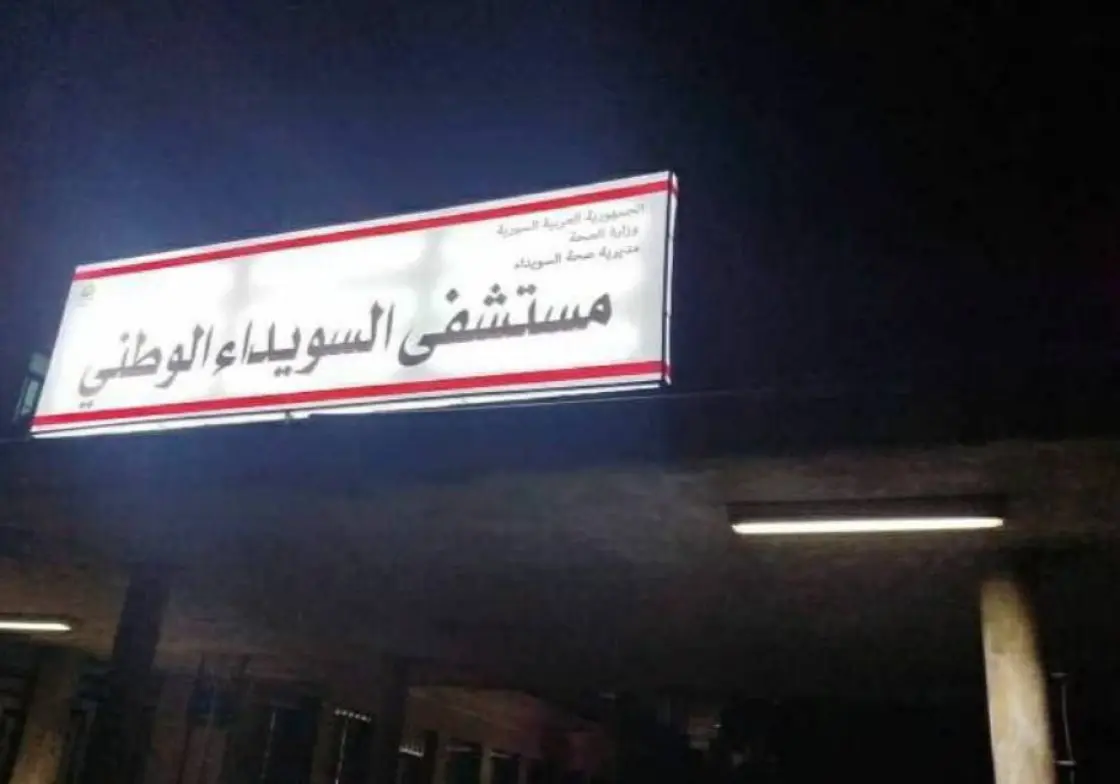 الجمهورية العربية السورية
وزارة الصحة
مديرية صحة السويداء
مستشفى السويداء الوطني